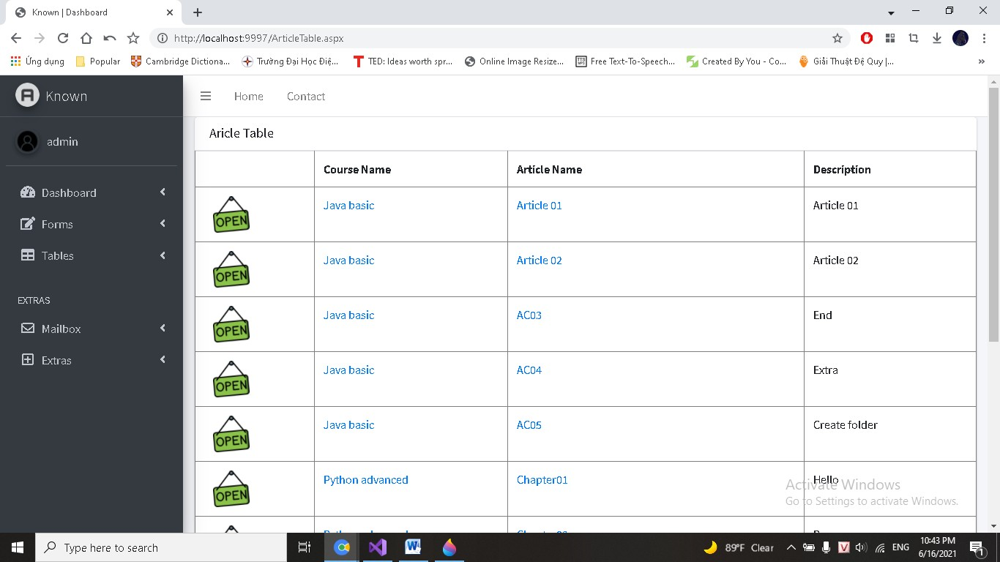 Known | Dashboard
http://localhost:9997/ArticleTable.aspx
Ứng dụng Popular Cambridge Dictiona... Trường Đại Học Điệ... TED: Ideas worth spr... Online Image Resize... Free Text-To-Speech... Created By You - Co... Giải Thuật Đệ Quy |...
A Known
Home Contact
admin
Dashboard
Forms
Tables
EXTRAS
Mailbox
Extras
Aricle Table
Course Name Article Name Description
OPEN Java basic Article 01 Article 01
OPEN Java basic Article 02 Article 02
OPEN Java basic AC03 End
OPEN Java basic AC04 Extra
OPEN Java basic AC05 Create folder
OPEN Python advanced Chapter01 Hello
Activate Windows
Go to Settings to activate Windows.
Type here to search
89°F Clear
ENG
10:43 PM
6/16/2021
1